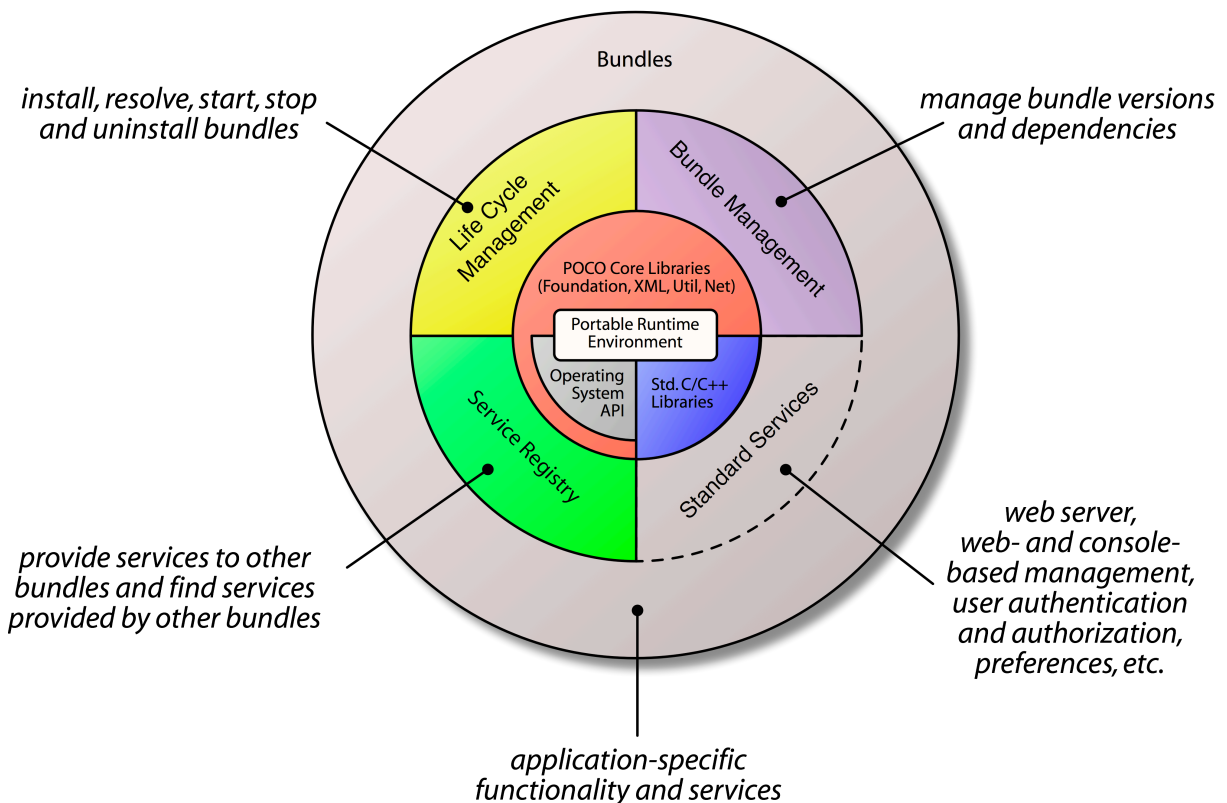 Bundles
install, resolve, start, stop
and uninstall bundles
manage bundle versions
and dependencies
Life Cycle
Management
Bundle Management
POCO Core Libraries
(Foundation, XML, Util, Net)
Portable Runtime
Environment
Operating
System
API
Std. C/C++
Libraries
Service Registry
Standard Services
provide services to other
bundles and find services
provided by other bundles
web server,
web- and console-
based management,
user authentication
and authorization,
preferences, etc.
application-specific
functionality and services